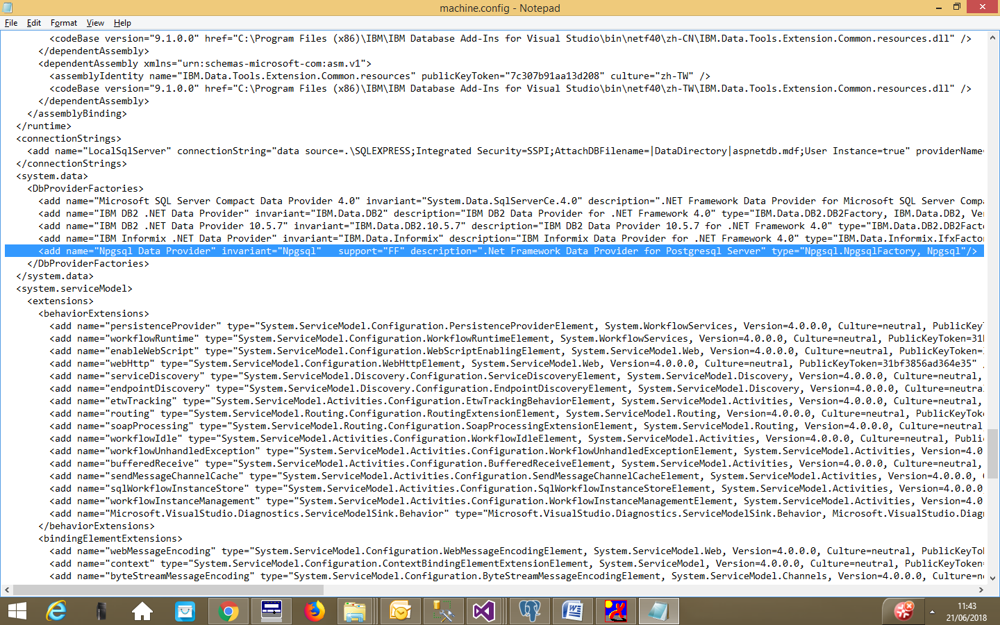 machine.config - Notepad
File Edit Format View Help
<codeBase version="9.1.0.0" href="C:\Program Files (x86)\IBM\IBM Database Add-Ins for Visual Studio\bin\netf40\zh-CN\IBM.Data.Tools.Extension.Common.resources.dll" />
</dependentAssembly>
<dependentAssembly xmlns="urn:schemas-microsoft-com:asm.v1">
<assemblyIdentity name="IBM.Data.Tools.Extension.Common.resources" publicKeyToken="7c307b91aa13d208" culture="zh-TW" />
<codeBase version="9.1.0.0" href="C:\Program Files (x86)\IBM\IBM Database Add-Ins for Visual Studio\bin\netf40\zh-TW\IBM.Data.Tools.Extension.Common.resources.dll" />
</dependentAssembly>
</assemblyBinding>
</runtime>
<connectionStrings>
<add name="LocalSqlServer" connectionString="data source=.\SQLEXPRESS;Integrated Security=SSPI;AttachDBFilename=|DataDirectory|aspnetdb.mdf;User Instance=true" providerName=
</connectionStrings>
<system.data>
<DbProviderFactories>
<add name="Microsoft SQL Server Compact Data Provider 4.0" invariant="System.Data.SqlServerCe.4.0" description=".NET Framework Data Provider for Microsoft SQL Server Compa
<add name="IBM DB2 .NET Data Provider" invariant="IBM.Data.DB2" description="IBM DB2 Data Provider for .NET Framework 4.0" type="IBM.Data.DB2.DB2Factory, IBM.Data.DB2, Ver
<add name="IBM DB2 .NET Data Provider 10.5.7" invariant="IBM.Data.DB2.10.5.7" description="IBM DB2 Data Provider 10.5.7 for .NET Framework 4.0" type="IBM.Data.DB2.DB2Fact
<add name="IBM Informix .NET Data Provider" invariant="IBM.Data.Informix" description="IBM Informix Data Provider for .NET Framework 4.0" type="IBM.Data.Informix.IfxFactor
<add name="Npgsql Data Provider" invariant="Npgsql"   support="FF" description=".Net Framework Data Provider for Postgresql Server" type="Npgsql.NpgsqlFactory, Npgsql"/>
</DbProviderFactories>
</system.data>
<system.serviceModel>
<extensions>
<behaviorExtensions>
<add name="persistenceProvider" type="System.ServiceModel.Configuration.PersistenceProviderElement, System.WorkflowServices, Version=4.0.0.0, Culture=neutral, PublicKeyT
<add name="workflowRuntime" type="System.ServiceModel.Configuration.WorkflowRuntimeElement, System.WorkflowServices, Version=4.0.0.0, Culture=neutral, PublicKeyToken=31b
<add name="enableWebScript" type="System.ServiceModel.Configuration.WebScriptEnablingElement, System.ServiceModel.Web, Version=4.0.0.0, Culture=neutral, PublicKeyToken=
<add name="webHttp" type="System.ServiceModel.Configuration.WebHttpElement, System.ServiceModel.Web, Version=4.0.0.0, Culture=neutral, PublicKeyToken=31bf3856ad364e35" /
<add name="serviceDiscovery" type="System.ServiceModel.Discovery.Configuration.ServiceDiscoveryElement, System.ServiceModel.Discovery, Version=4.0.0.0, Culture=neutral,
<add name="endpointDiscovery" type="System.ServiceModel.Discovery.Configuration.EndpointDiscoveryElement, System.ServiceModel.Discovery, Version=4.0.0.0, Culture=neutral
<add name="etwTracking" type="System.ServiceModel.Activities.Configuration.EtwTrackingBehaviorElement, System.ServiceModel.Activities, Version=4.0.0.0, Culture=neutral,
<add name="routing" type="System.ServiceModel.Routing.Configuration.RoutingExtensionElement, System.ServiceModel.Routing, Version=4.0.0.0, Culture=neutral, PublicKeyToke
<add name="soapProcessing" type="System.ServiceModel.Routing.Configuration.SoapProcessingExtensionElement, System.ServiceModel.Routing, Version=4.0.0.0, Culture=neutral
<add name="workflowIdle" type="System.ServiceModel.Activities.Configuration.WorkflowIdleElement, System.ServiceModel.Activities, Version=4.0.0.0, Culture=neutral, Public
<add name="workflowUnhandledException" type="System.ServiceModel.Activities.Configuration.WorkflowUnhandledExceptionElement, System.ServiceModel.Activities, Version=4.0
<add name="bufferedReceive" type="System.ServiceModel.Activities.Configuration.BufferedReceiveElement, System.ServiceModel.Activities, Version=4.0.0.0, Culture=neutral,
<add name="sendMessageChannelCache" type="System.ServiceModel.Activities.Configuration.SendMessageChannelCacheElement, System.ServiceModel.Activities, Version=4.0.0.0, C
<add name="sqlWorkflowInstanceStore" type="System.ServiceModel.Activities.Configuration.SqlWorkflowInstanceStoreElement, System.ServiceModel.Activities, Version=4.0.0.0
<add name="workflowInstanceManagement" type="System.ServiceModel.Activities.Configuration.WorkflowInstanceManagementElement, System.ServiceModel.Activities, Version=4.0
<add name="Microsoft.VisualStudio.Diagnostics.ServiceModelSink.Behavior" type="Microsoft.VisualStudio.Diagnostics.ServiceModelSink.Behavior, Microsoft.VisualStudio.Diagn
</behaviorExtensions>
<bindingElementExtensions>
<add name="webMessageEncoding" type="System.ServiceModel.Configuration.WebMessageEncodingElement, System.ServiceModel.Web, Version=4.0.0.0, Culture=neutral, PublicKeyTok
<add name="context" type="System.ServiceModel.Configuration.ContextBindingElementExtensionElement, System.ServiceModel, Version=4.0.0.0, Culture=neutral, PublicKeyToken=
<add name="byteStreamMessageEncoding" type="System.ServiceModel.Configuration.ByteStreamMessageEncodingElement, System.ServiceModel.Channels, Version=4.0.0.0, Culture=ne
11:43
21/06/2018